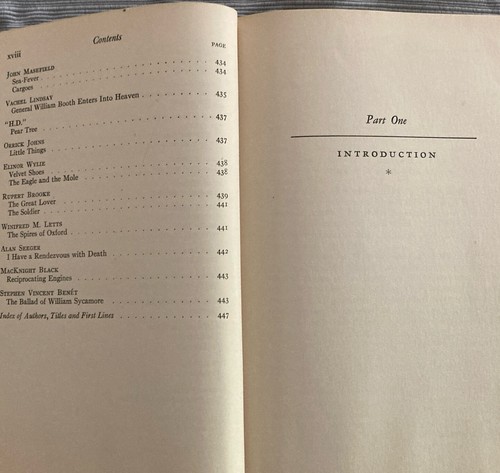 xviii
Contents
PAGE
John Masefield
Sea-Fever 434
Cargoes 434
Vachel Lindsay
General William Booth Enters Into Heaven 435
"H.D."
Pear Tree 437
Orrick Johns
Little Things 437
Elinor Wylie
Velvet Shoes 438
The Eagle and the Mole 438
Rupert Brooke
The Great Lover 439
The Soldier 441
Winifred M. Letts
The Spires of Oxford 441
Alan Seeger
I Have a Rendezvous with Death 442
MacKnight Black
Reciprocating Engines 443
Stephen Vincent Benét
The Ballad of William Sycamore 443
Index of Authors, Titles and First Lines 447
Part One
INTRODUCTION
*